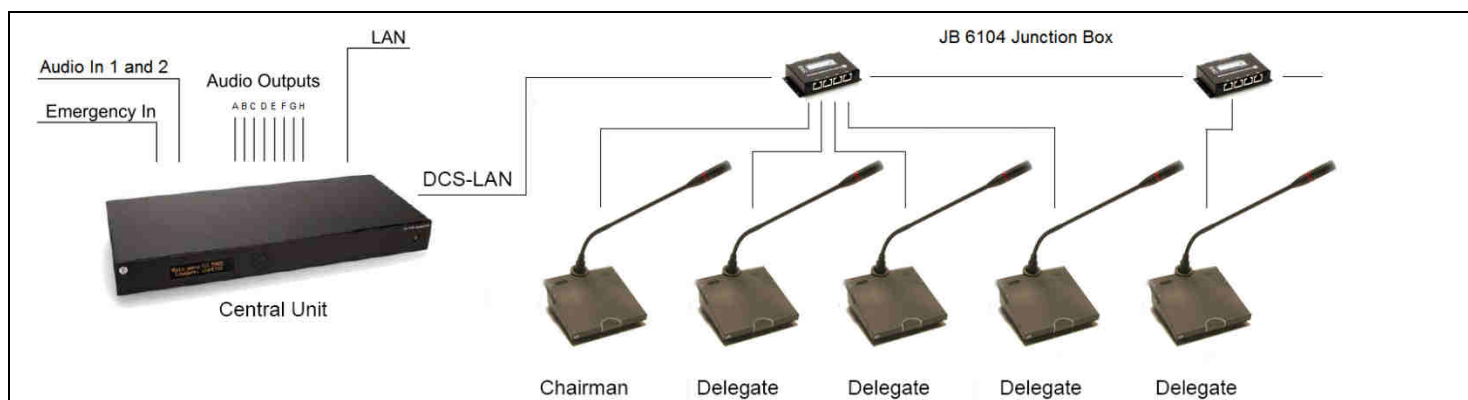 LAN
JB 6104 Junction Box
Audio In 1 and 2
Audio Outputs
Emergency In
A B C D E F G H
DCS-LAN
Central Unit
Chairman
Delegate
Delegate
Delegate
Delegate